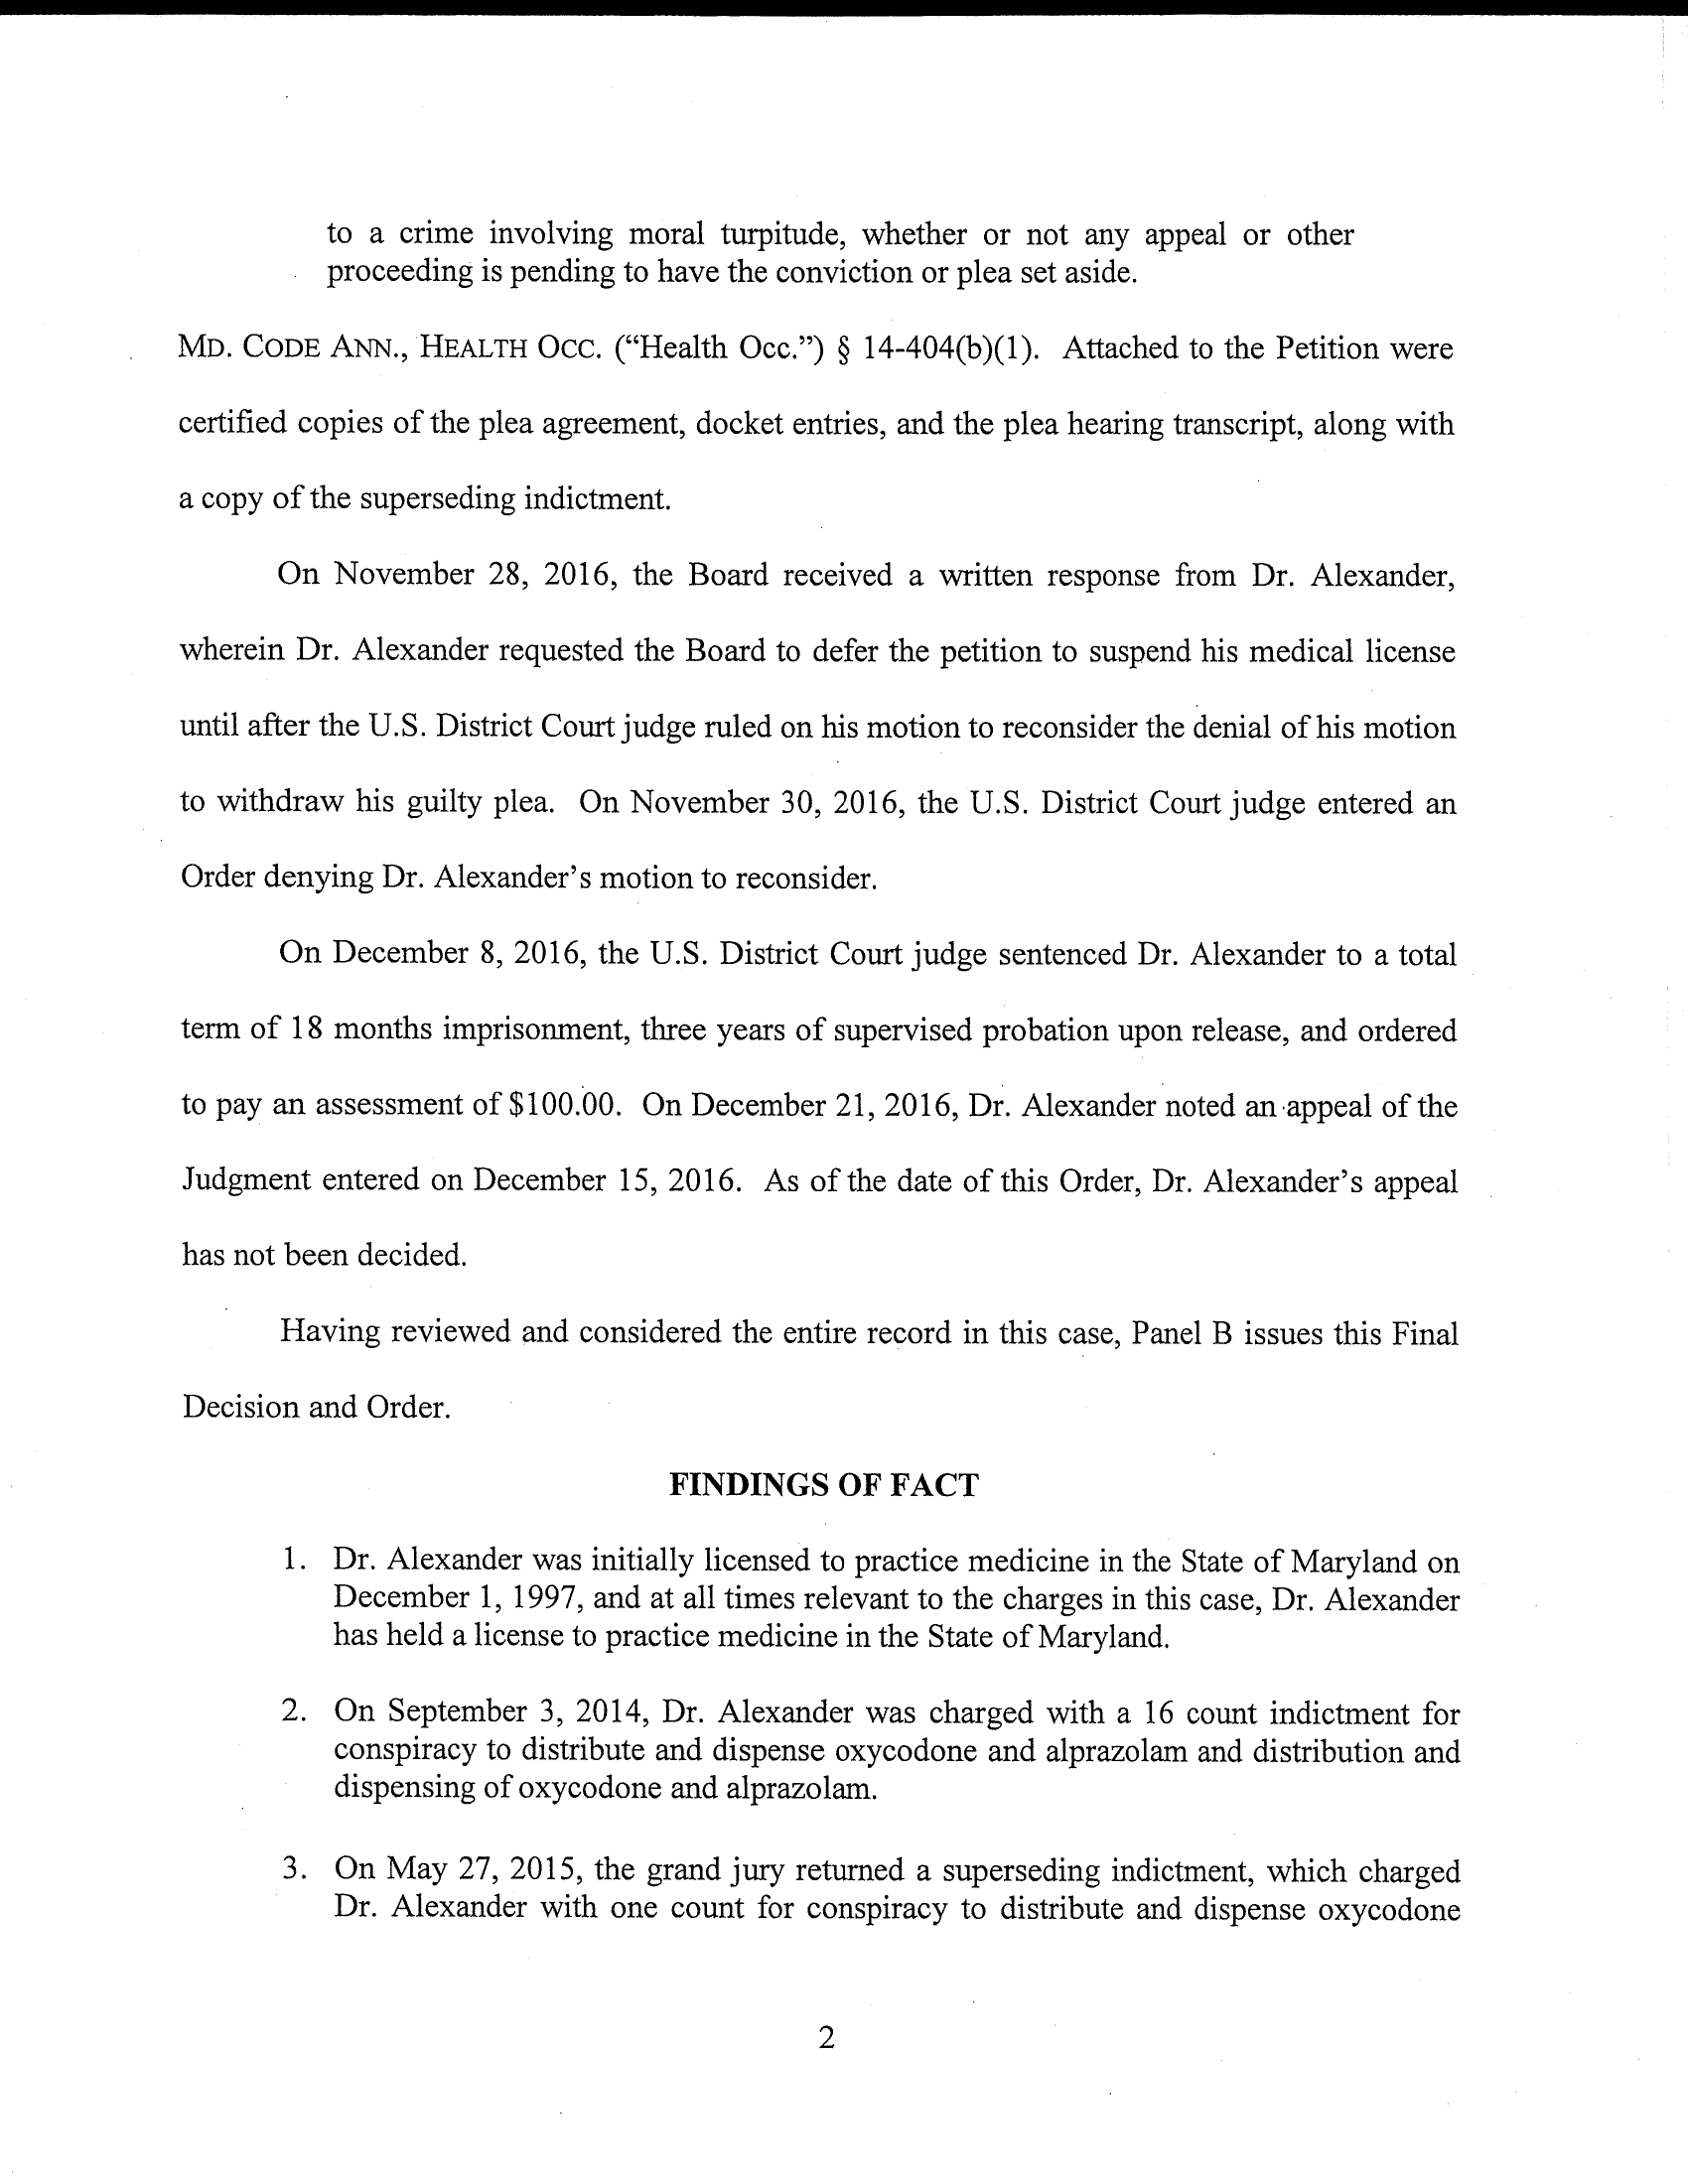 to a crime involving moral turpitude, whether or not any appeal or other
proceeding is pending to have the conviction or plea set aside.
MD. CODE ANN., HEALTH OCC. (“Health Occ.”) § 14-404(b)(1). Attached to the Petition were
certified copies of the plea agreement, docket entries, and the plea hearing transcript, along with
a copy of the superseding indictment.
On November 28, 2016, the Board received a written response from Dr. Alexander,
wherein Dr. Alexander requested the Board to defer the petition to suspend his medical license
until after the U.S. District Court judge ruled on his motion to reconsider the denial of his motion
to withdraw his guilty plea. On November 30, 2016, the U.S. District Court judge entered an
Order denying Dr. Alexander’s motion to reconsider.
On December 8, 2016, the U.S. District Court judge sentenced Dr. Alexander to a total
term of 18 months imprisonment, three years of supervised probation upon release, and ordered
to pay an assessment of $100.00. On December 21, 2016, Dr. Alexander noted an appeal of the
Judgment entered on December 15, 2016. As of the date of this Order, Dr. Alexander’s appeal
has not been decided.
Having reviewed and considered the entire record in this case, Panel B issues this Final
Decision and Order.
FINDINGS OF FACT
1. Dr. Alexander was initially licensed to practice medicine in the State of Maryland on
December 1, 1997, and at all times relevant to the charges in this case, Dr. Alexander
has held a license to practice medicine in the State of Maryland.
2. On September 3, 2014, Dr. Alexander was charged with a 16 count indictment for
conspiracy to distribute and dispense oxycodone and alprazolam and distribution and
dispensing of oxycodone and alprazolam.
3. On May 27, 2015, the grand jury returned a superseding indictment, which charged
Dr. Alexander with one count for conspiracy to distribute and dispense oxycodone
2